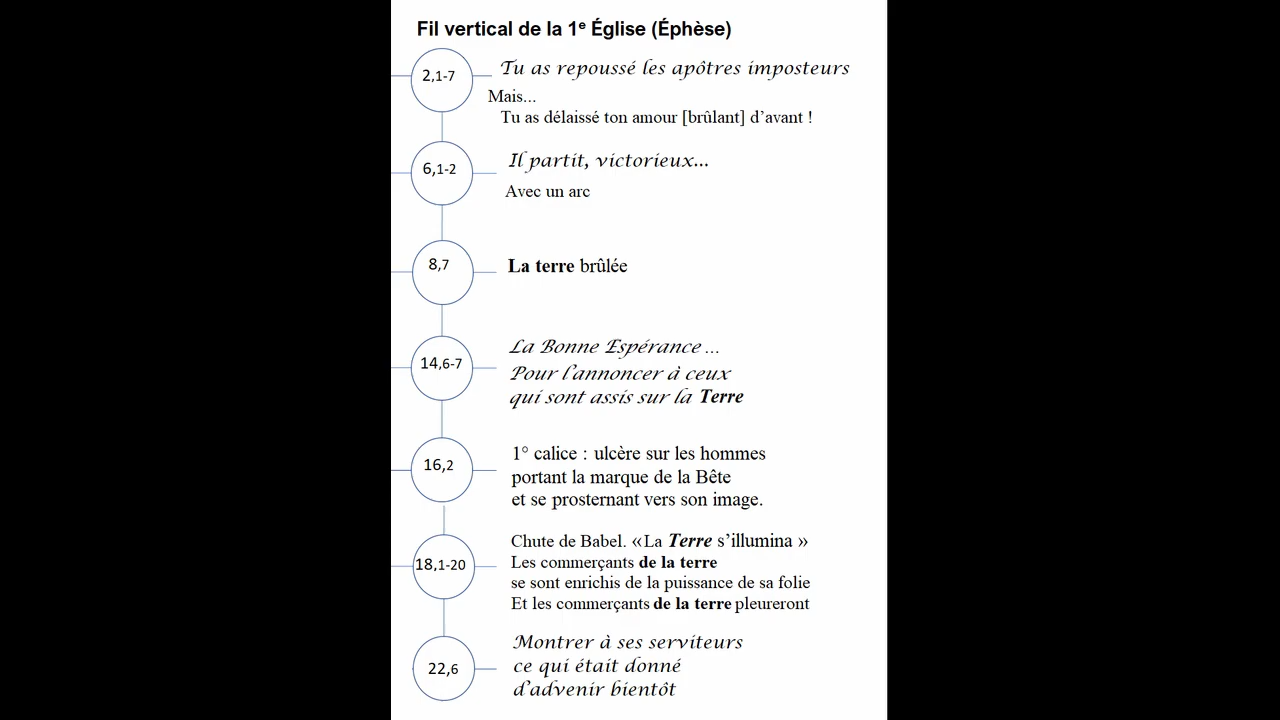 Fil vertical de la 1ᵉ Église (Éphèse)
2,1-7
Tu as repoussé les apôtres imposteurs
Mais...
Tu as délaissé ton amour [brûlant] d’avant !
6,1-2
Il partit, victorieux...
Avec un arc
8,7
La terre brûlée
14,6-7
La Bonne Espérance ...
Pour l’annoncer à ceux
qui sont assis sur la Terre
16,2
1° calice : ulcère sur les hommes
portant la marque de la Bête
et se prosternant vers son image.
18,1-20
Chute de Babel. «La Terre s’illumina »
Les commerçants de la terre
se sont enrichis de la puissance de sa folie
Et les commerçants de la terre pleureront
22,6
Montrer à ses serviteurs
ce qui était donné
d’advenir bientôt